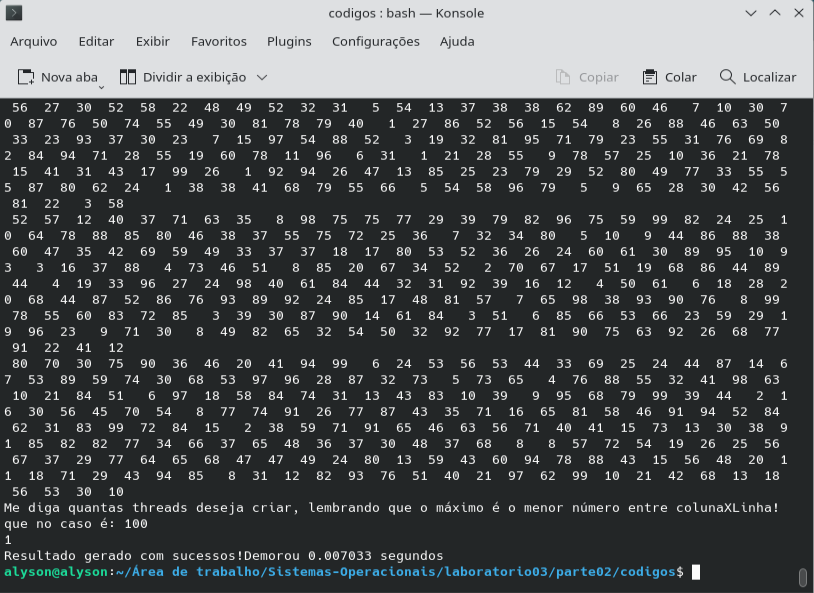 codigos : bash — Konsole
Arquivo Editar Exibir Favoritos Plugins Configurações Ajuda
Nova aba Dividir a exibição Copiar Colar Localizar
56 27 30 52 58 22 48 49 52 32 31 5 54 13 37 38 38 62 89 60 46 7 10 30 7
0 87 76 50 74 55 49 30 81 78 79 40 1 27 86 52 56 15 54 8 26 88 46 63 50
33 23 93 37 30 23 7 15 97 54 88 52 3 19 32 81 95 71 79 23 55 31 76 69 8
2 84 94 71 28 55 19 60 78 11 96 6 31 1 21 28 55 9 78 57 25 10 36 21 78
15 41 31 43 17 99 26 1 92 94 26 47 13 85 25 23 79 29 52 80 49 77 33 55 5
5 87 80 62 24 1 38 38 41 68 79 55 66 5 54 58 96 79 5 9 65 28 30 42 56
81 22 3 58
52 57 12 40 37 71 63 35 8 98 75 75 77 29 39 79 82 96 75 59 99 82 24 25 1
0 64 78 88 85 80 46 38 37 55 75 72 25 36 7 32 34 80 5 10 9 44 86 88 38
60 47 35 42 69 59 49 33 37 37 18 17 80 53 52 36 26 24 60 61 30 89 95 10 9
3 3 16 37 88 4 73 46 51 8 85 20 67 34 52 2 70 67 17 51 19 68 86 44 89
44 4 19 33 96 27 24 98 40 61 84 44 32 31 92 39 16 12 4 50 61 6 18 28 2
0 68 44 87 52 86 76 93 89 92 24 85 17 48 81 57 7 65 98 38 93 90 76 8 99
78 55 60 83 72 85 3 39 30 87 90 14 61 84 3 51 6 85 66 53 66 23 59 29 1
9 96 23 9 71 30 8 49 82 65 32 54 50 32 92 77 17 81 90 75 63 92 26 68 77
91 22 41 12
80 70 30 75 90 36 46 20 41 94 99 6 24 53 56 53 44 33 69 25 24 44 87 14 6
7 53 89 59 74 30 68 53 97 96 28 87 32 73 5 73 65 4 76 88 55 32 41 98 63
10 21 84 51 6 97 18 58 84 74 31 13 43 83 10 39 9 95 68 79 99 39 44 2 1
6 30 56 45 70 54 8 77 74 91 26 77 87 43 35 71 16 65 81 58 46 91 94 52 84
62 31 83 99 72 84 15 2 38 59 71 91 65 46 63 56 71 40 41 15 73 13 30 38 9
1 85 82 82 77 34 66 37 65 48 36 37 30 48 37 68 8 8 57 72 54 19 26 25 56
67 37 29 77 64 65 68 47 47 49 24 80 13 59 43 60 94 78 88 43 15 56 48 20 1
1 18 71 29 43 94 85 8 31 12 82 93 76 51 40 21 97 62 99 10 21 42 68 13 18
56 53 30 10
Me diga quantas threads deseja criar, lembrando que o máximo é o menor número entre colunaXLinha!
que no caso é: 100
1
Resultado gerado com sucessos!Demorou 0.007033 segundos
alyson@alyson:~/Área de trabalho/Sistemas-Operacionais/laboratorio03/parte02/codigos$